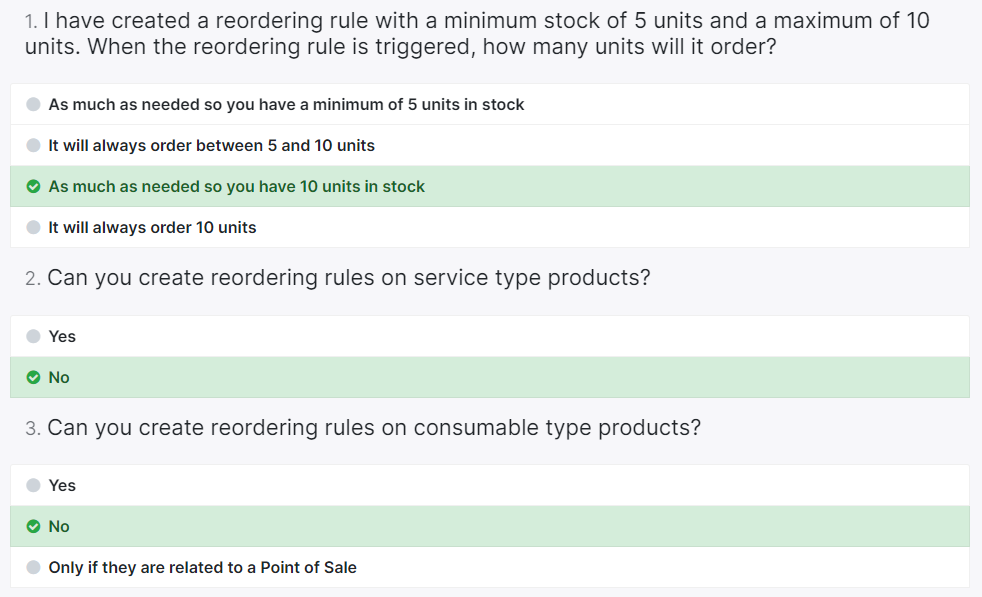 1. I have created a reordering rule with a minimum stock of 5 units and a maximum of 10
units. When the reordering rule is triggered, how many units will it order?
As much as needed so you have a minimum of 5 units in stock
It will always order between 5 and 10 units
As much as needed so you have 10 units in stock
It will always order 10 units
2. Can you create reordering rules on service type products?
Yes
No
3. Can you create reordering rules on consumable type products?
Yes
No
Only if they are related to a Point of Sale